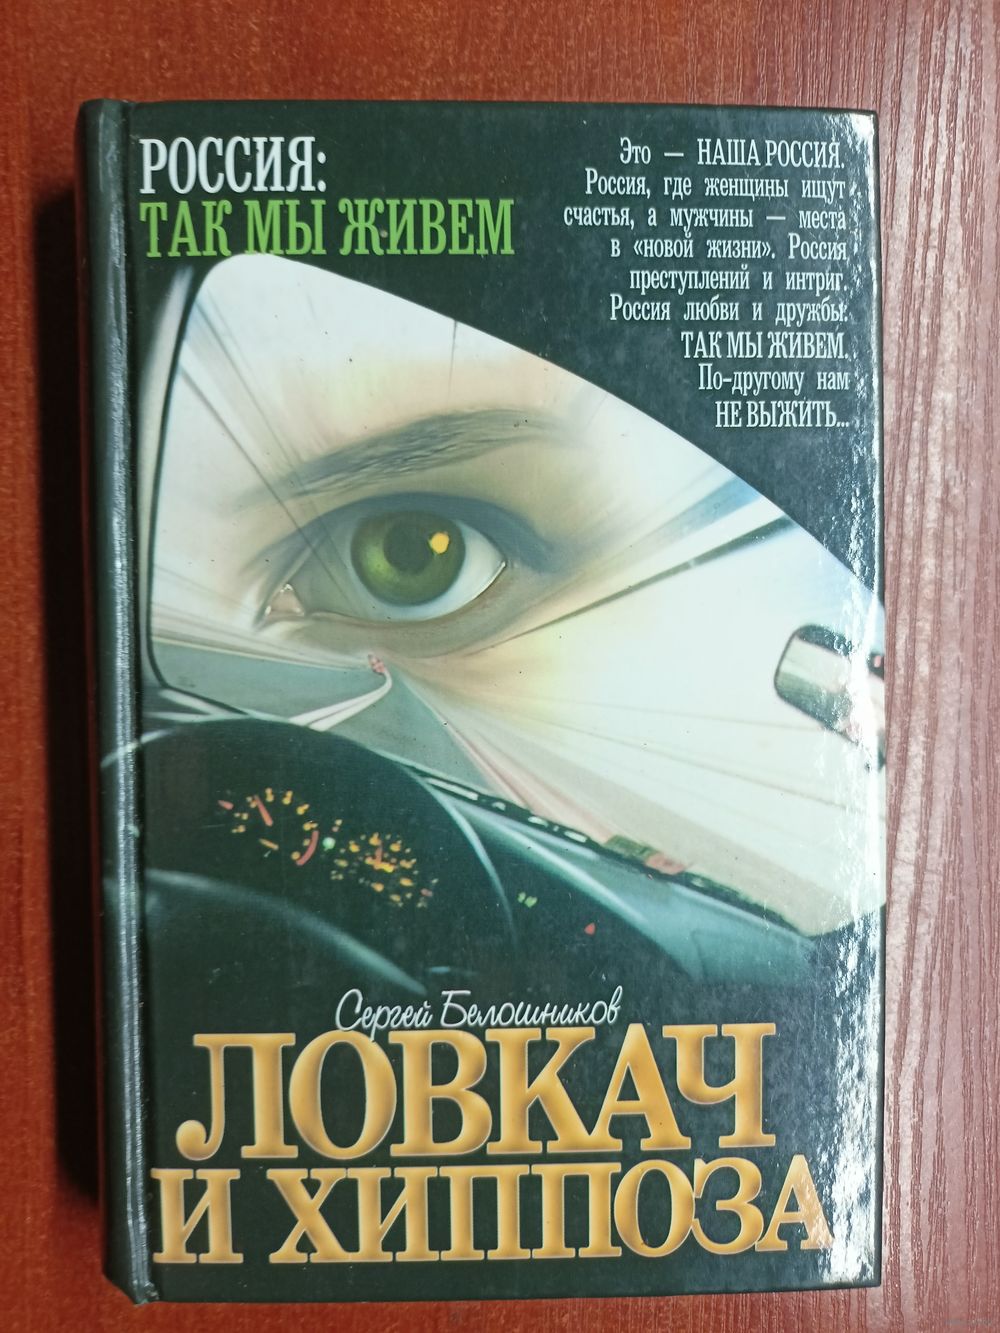 РОССИЯ:
ТАК МЫ ЖИВЕМ
Это — НАША РОССИЯ.
Россия, где женщины ищут
счастья, а мужчины — места
в «новой жизни». Россия
преступлений и интриг.
Россия любви и дружбы.
ТАК МЫ ЖИВЕМ.
По-другому нам
НЕ ВЫЖИТЬ...
Сергей Белошников
ЛОВКАЧ
И ХИППОЗА